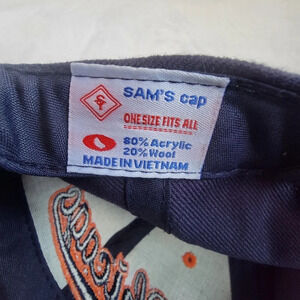 SAM'S cap
ONE SIZE FITS ALL
80% Acrylic
20% Wool
MADE IN VIETNAM